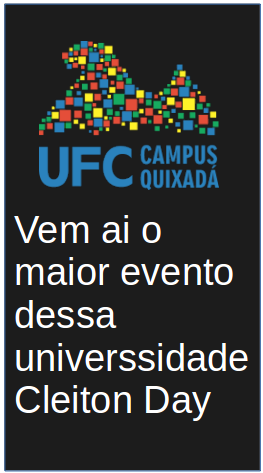 UFC CAMPUS
QUIXADÁ
Vem ai o
maior evento
dessa
universsidade
Cleiton Day